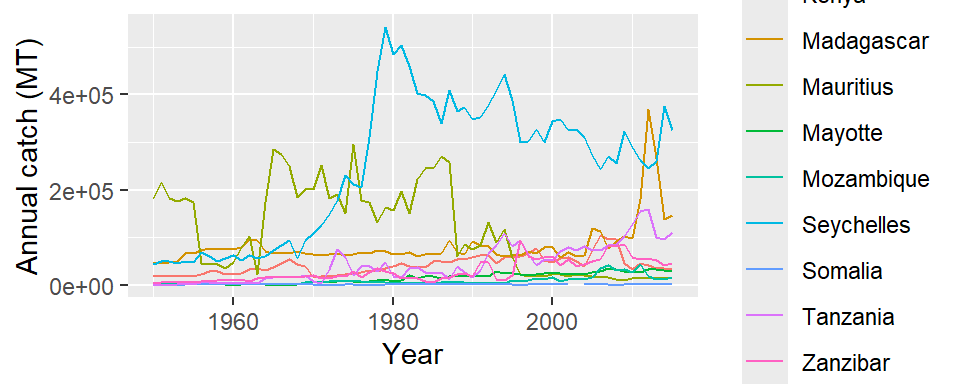 Annual catch (MT)
4e+05
2e+05
0e+00
1960 1980 2000
Year
Kenya
Madagascar
Mauritius
Mayotte
Mozambique
Seychelles
Somalia
Tanzania
Zanzibar